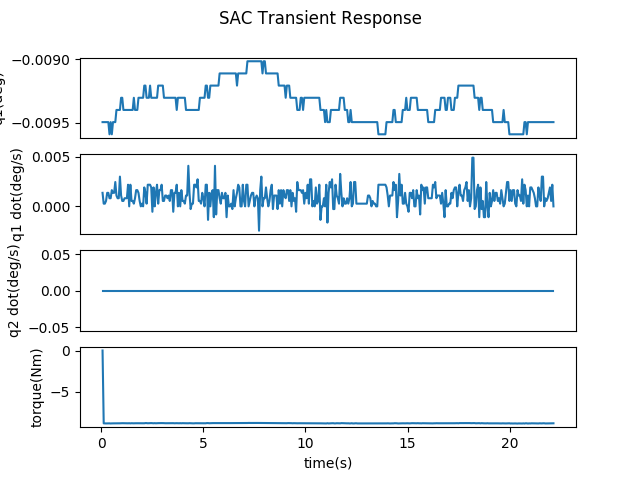 SAC Transient Response
−0.0090
−0.0095
q1(deg)
0.005
0.000
q1 dot(deg/s)
0.05
0.00
−0.05
q2 dot(deg/s)
0
−5
torque(Nm)
0 5 10 15 20
time(s)